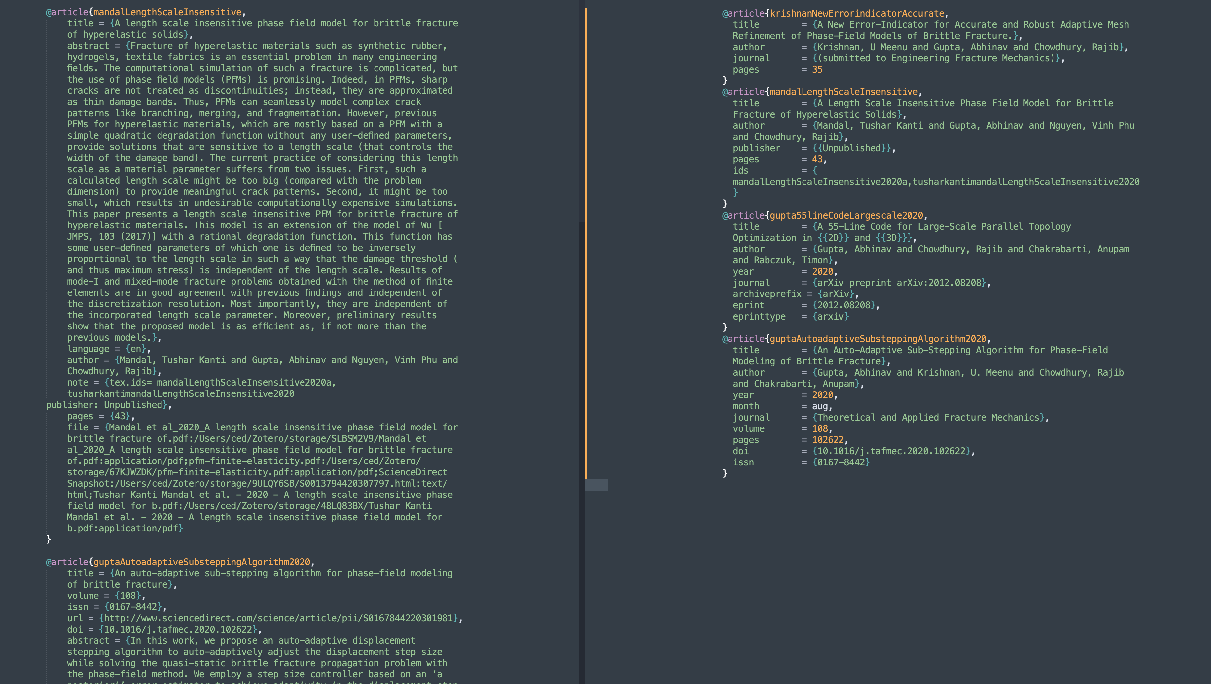 @article{mandalLengthScaleInsensitive,
title = {A length scale insensitive phase field model for brittle fracture
of hyperelastic solids},
abstract = {Fracture of hyperelastic materials such as synthetic rubber,
hydrogels, textile fabrics is an essential problem in many engineering
fields. The computational simulation of such a fracture is complicated, but
the use of phase field models (PFMs) is promising. Indeed, in PFMs, sharp
cracks are not treated as discontinuities; instead, they are approximated
as thin damage bands. Thus, PFMs can seamlessly model complex crack
patterns like branching, merging, and fragmentation. However, previous
PFMs for hyperelastic materials, which are mostly based on a PFM with a
simple quadratic degradation function without any user-defined parameters,
provide solutions that are sensitive to a length scale (that controls the
width of the damage band). The current practice of considering this length
scale as a material parameter suffers from two issues. First, such a
calculated length scale might be too big (compared with the problem
dimension) to provide meaningful crack patterns. Second, it might be too
small, which results in undesirable computationally expensive simulations.
This paper presents a length scale insensitive PFM for brittle fracture of
hyperelastic materials. This model is an extension of the model of Wu [
JMPS, 103 (2017)] with a rational degradation function. This function has
some user-defined parameters of which one is defined to be inversely
proportional to the length scale in such a way that the damage threshold (
and thus maximum stress) is independent of the length scale. Results of
mode-I and mixed-mode fracture problems obtained with the method of finite
elements are in good agreement with previous findings and independent of
the discretization resolution. Most importantly, they are independent of
the incorporated length scale parameter. Moreover, preliminary results
show that the proposed model is as efficient as, if not more than the
previous models.},
language = {en},
author = {Mandal, Tushar Kanti and Gupta, Abhinav and Nguyen, Vinh Phu and
Chowdhury, Rajib},
note = {tex.ids= mandalLengthScaleInsensitive2020a,
tusharkantimandalLengthScaleInsensitive2020
publisher: Unpublished},
pages = {43},
file = {Mandal et al_2020_A length scale insensitive phase field model for
brittle fracture of.pdf:/Users/ced/Zotero/storage/SLBSM2V9/Mandal et
al_2020_A length scale insensitive phase field model for brittle fracture
of.pdf:application/pdf;pfm-finite-elasticity.pdf:/Users/ced/Zotero/
storage/67KJWZDK/pfm-finite-elasticity.pdf:application/pdf;ScienceDirect
Snapshot:/Users/ced/Zotero/storage/9ULQY6SB/S0013794420307797.html:text/
html;Tushar Kanti Mandal et al. - 2020 - A length scale insensitive phase
field model for b.pdf:/Users/ced/Zotero/storage/4BLQ83BX/Tushar Kanti
Mandal et al. - 2020 - A length scale insensitive phase field model for
b.pdf:application/pdf}
}
@article{guptaAutoadaptiveSubsteppingAlgorithm2020,
title = {An auto-adaptive sub-stepping algorithm for phase-field modeling
of brittle fracture},
volume = {108},
issn = {0167-8442},
url = {http://www.sciencedirect.com/science/article/pii/S0167844220301981},
doi = {10.1016/j.tafmec.2020.102622},
abstract = {In this work, we propose an auto-adaptive displacement
stepping algorithm to auto-adaptively adjust the displacement step size
while solving the quasi-static brittle fracture propagation problem with
the phase-field method. We employ a step size controller based on an 'a
@article{krishnanNewErrorindicatorAccurate,
title = {A New Error-Indicator for Accurate and Robust Adaptive Mesh
Refinement of Phase-Field Models of Brittle Fracture.},
author = {Krishnan, U Meenu and Gupta, Abhinav and Chowdhury, Rajib},
journal = {(submitted to Engineering Fracture Mechanics)},
pages = 35
}
@article{mandalLengthScaleInsensitive,
title = {A Length Scale Insensitive Phase Field Model for Brittle
Fracture of Hyperelastic Solids},
author = {Mandal, Tushar Kanti and Gupta, Abhinav and Nguyen, Vinh Phu
and Chowdhury, Rajib},
publisher = {{Unpublished}},
pages = 43,
ids = {
mandalLengthScaleInsensitive2020a,tusharkantimandalLengthScaleInsensitive2020
}
}
@article{gupta55lineCodeLargescale2020,
title = {A 55-Line Code for Large-Scale Parallel Topology
Optimization in {{2D}} and {{3D}}},
author = {Gupta, Abhinav and Chowdhury, Rajib and Chakrabarti, Anupam
and Rabczuk, Timon},
year = 2020,
journal = {arXiv preprint arXiv:2012.08208},
archiveprefix = {arXiv},
eprint = {2012.08208},
eprinttype = {arxiv}
}
@article{guptaAutoadaptiveSubsteppingAlgorithm2020,
title = {An Auto-Adaptive Sub-Stepping Algorithm for Phase-Field
Modeling of Brittle Fracture},
author = {Gupta, Abhinav and Krishnan, U. Meenu and Chowdhury, Rajib
and Chakrabarti, Anupam},
year = 2020,
month = aug,
journal = {Theoretical and Applied Fracture Mechanics},
volume = 108,
pages = 102622,
doi = {10.1016/j.tafmec.2020.102622},
issn = {0167-8442}
}